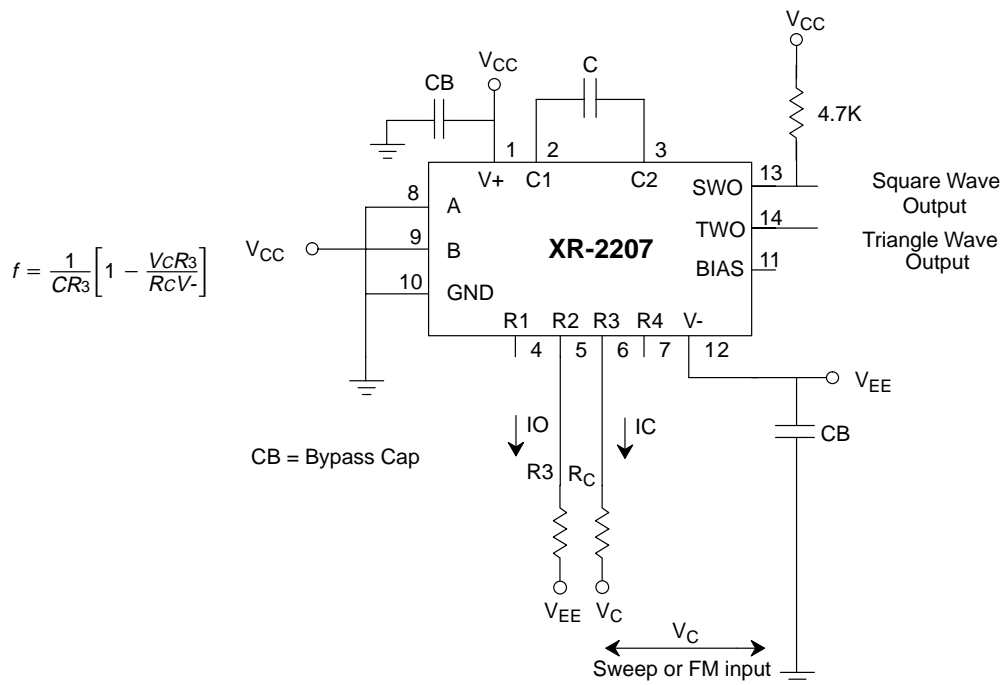 VCC
VCC
C
CB
4.7K
1
2
3
V+
C1
C2
13
SWO
Square Wave
Output
8
A
14
TWO
Triangle Wave
Output
VCC
9
B
XR-2207
11
BIAS
f = 1/CR3 [1 − VCR3/RCV-]
10
GND
R1
R2
R3
R4
V-
4
5
6
7
12
VEE
IO
IC
CB
CB = Bypass Cap
R3
RC
VEE
VC
VC
Sweep or FM input